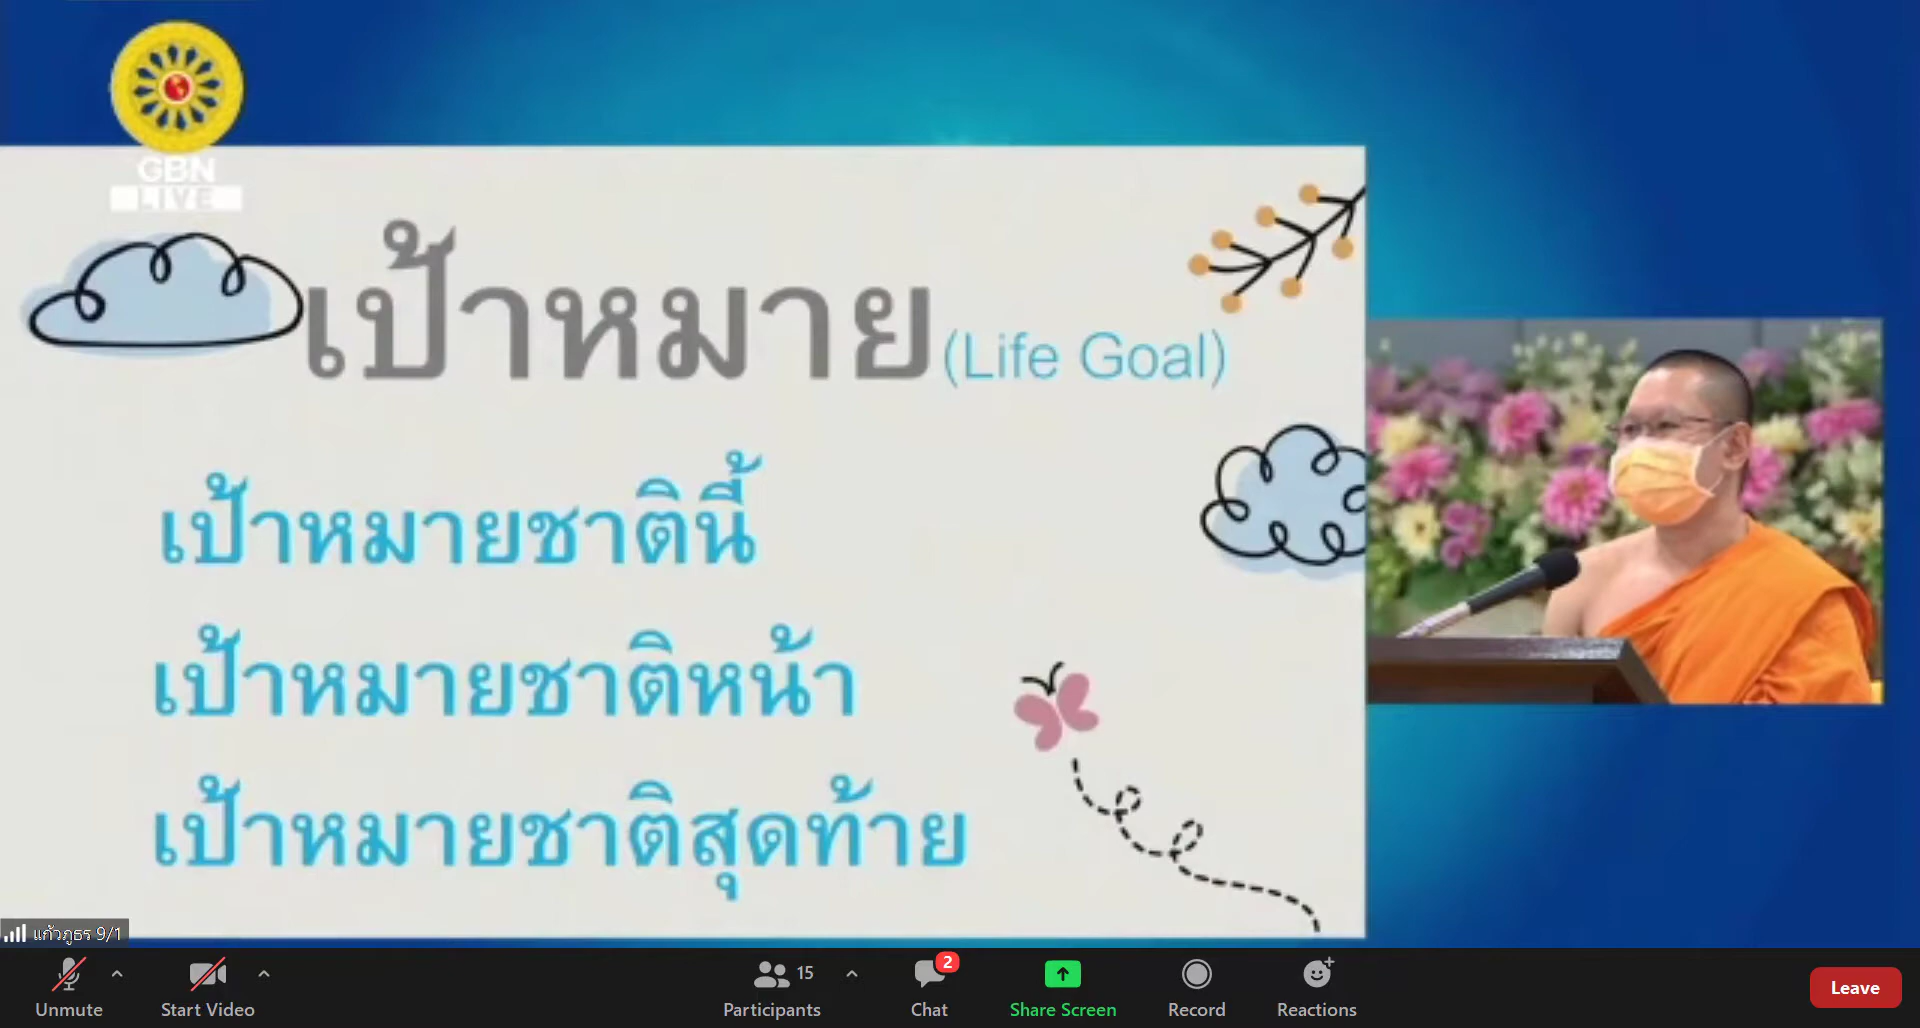 GBN
LIVE
เป้าหมาย (Life Goal)
เป้าหมายชาตินี้
เป้าหมายชาติหน้า
เป้าหมายชาติสุดท้าย
แก้วภูธร 9/1
Unmute
Start Video
15
Participants
2
Chat
Share Screen
Record
Reactions
Leave